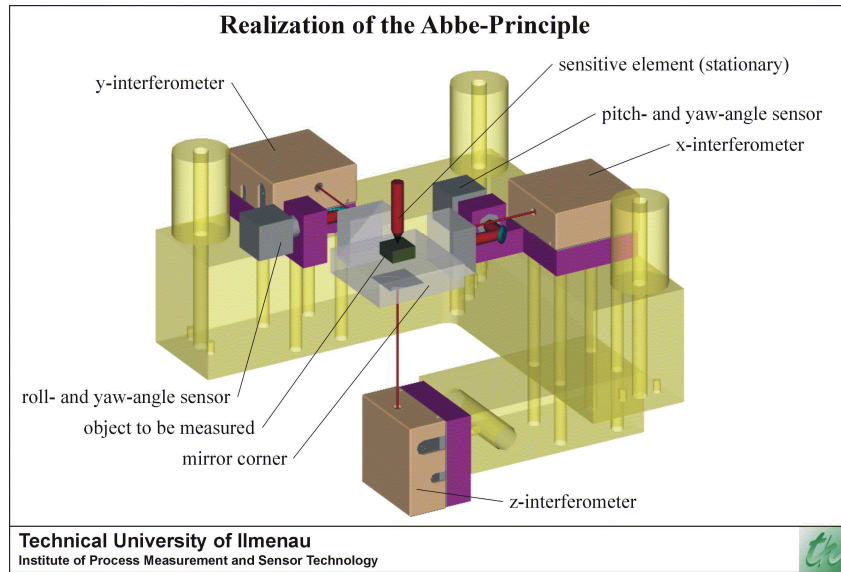 Realization of the Abbe-Principle
sensitive element (stationary)
y-interferometer
pitch- and yaw-angle sensor
x-interferometer
roll- and yaw-angle sensor
object to be measured
mirror corner
z-interferometer
Technical University of Ilmenau
Institute of Process Measurement and Sensor Technology
th